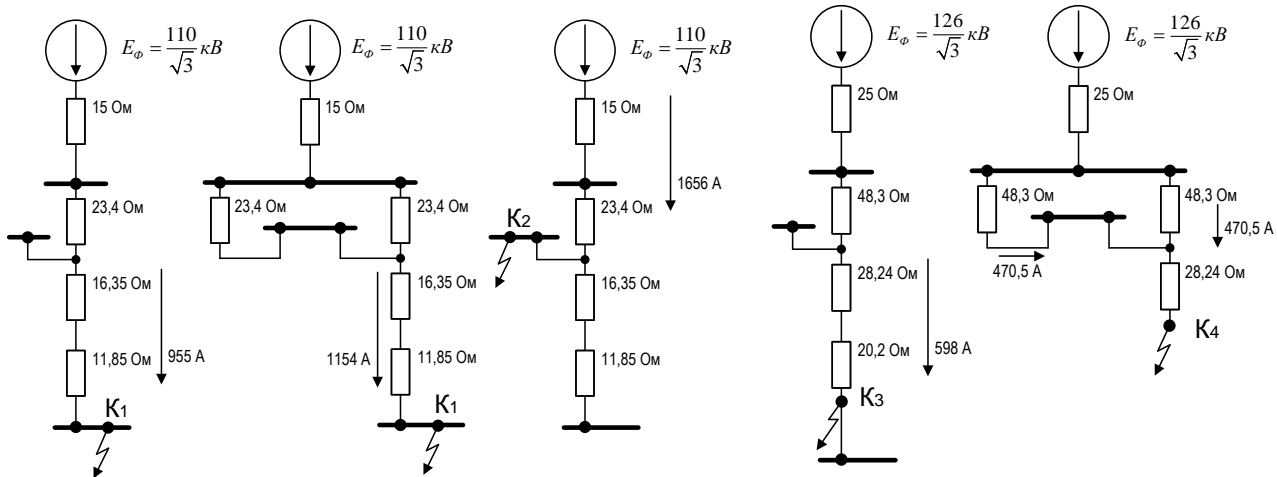 E_Ф = 110/√3 кВ
15 Ом
23,4 Ом
16,35 Ом
11,85 Ом
955 А
К1
E_Ф = 110/√3 кВ
15 Ом
23,4 Ом
23,4 Ом
16,35 Ом
1154 А
11,85 Ом
К1
E_Ф = 110/√3 кВ
15 Ом
1656 А
К2
23,4 Ом
16,35 Ом
11,85 Ом
E_Ф = 126/√3 кВ
25 Ом
48,3 Ом
28,24 Ом
20,2 Ом
598 А
К3
E_Ф = 126/√3 кВ
25 Ом
48,3 Ом
48,3 Ом
470,5 А
470,5 А
28,24 Ом
К4